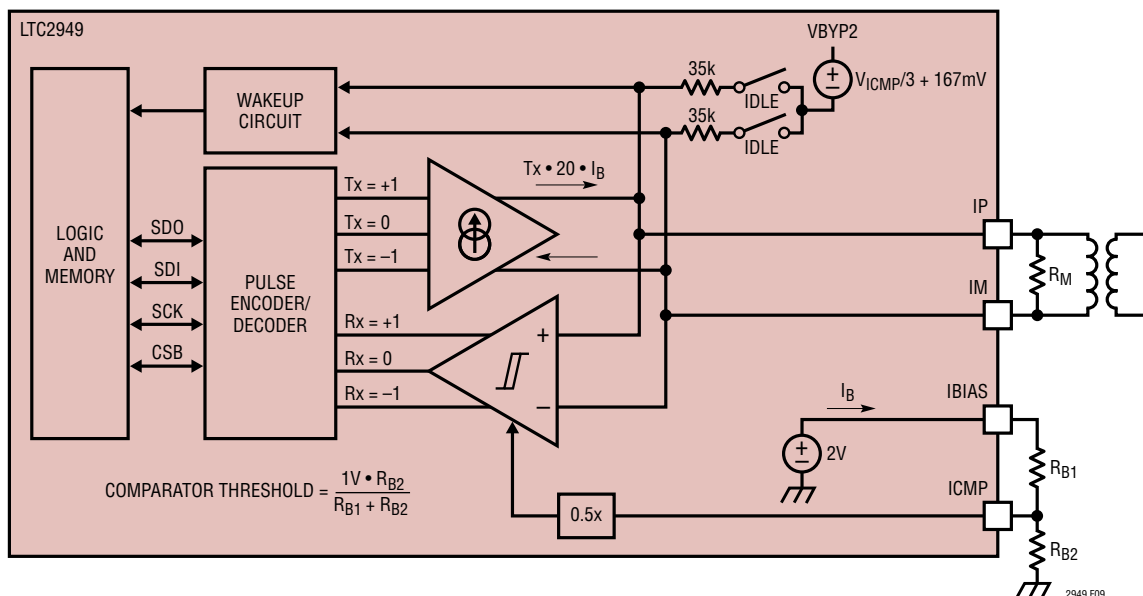 LTC2949
VBYP2
35k
IDLE
V_ICMP/3 + 167mV
35k
IDLE
WAKEUP
CIRCUIT
LOGIC
AND
MEMORY
SDO
SDI
SCK
CSB
PULSE
ENCODER/
DECODER
Tx = +1
Tx = 0
Tx = –1
Tx • 20 • I_B
Rx = +1
Rx = 0
Rx = –1
+
–
IP
IM
R_M
IBIAS
I_B
+
–
2V
ICMP
R_B1
R_B2
0.5x
COMPARATOR THRESHOLD = 1V • R_B2
R_B1 + R_B2
2949 F09